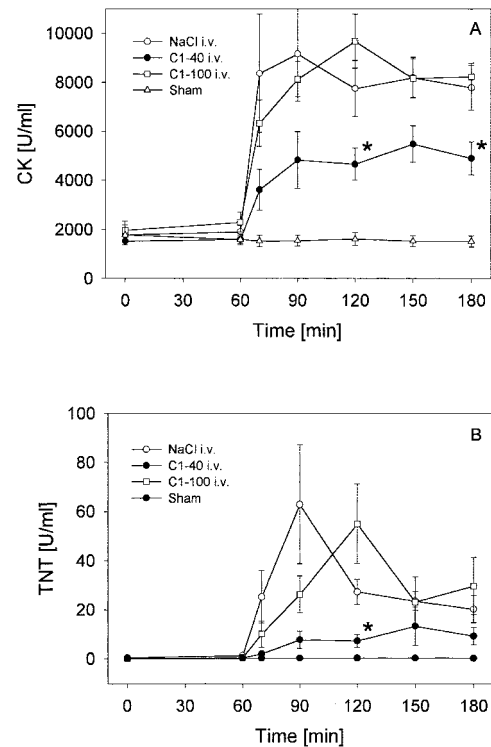 A
NaCl i.v.
C1-40 i.v.
C1-100 i.v.
Sham
10000
8000
6000
4000
2000
0
CK [U/ml]
*
*
0 30 60 90 120 150 180
Time [min]
B
NaCl i.v.
C1-40 i.v.
C1-100 i.v.
Sham
100
80
60
40
20
0
TNT [U/ml]
*
0 30 60 90 120 150 180
Time [min]